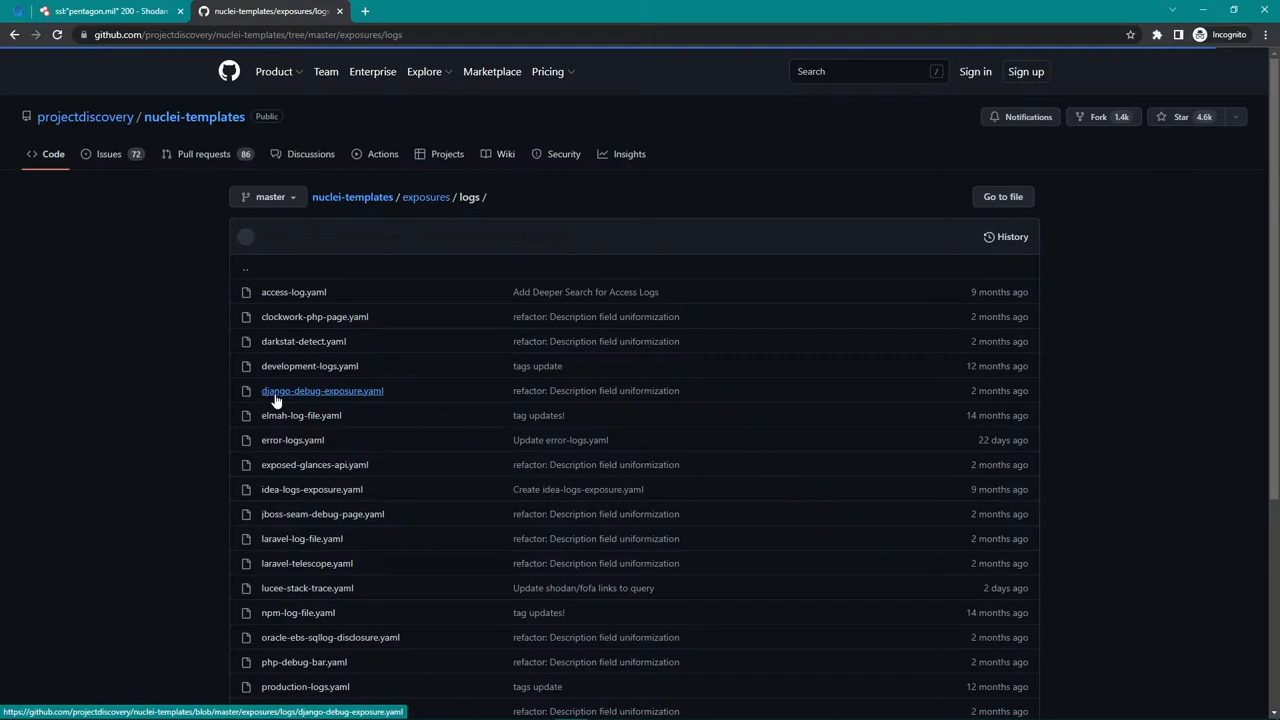 ssl:"pentagon.mil" 200 - Shodan
nuclei-templates/exposures/logs
github.com/projectdiscovery/nuclei-templates/tree/master/exposures/logs
Incognito
Product Team Enterprise Explore Marketplace Pricing Search / Sign in Sign up
projectdiscovery / nuclei-templates Public Notifications Fork 1.4k Star 4.6k
Code Issues 72 Pull requests 86 Discussions Actions Projects Wiki Security Insights
master nuclei-templates / exposures / logs / Go to file
History
..
access-log.yaml Add Deeper Search for Access Logs 9 months ago
clockwork-php-page.yaml refactor: Description field uniformization 2 months ago
darkstat-detect.yaml refactor: Description field uniformization 2 months ago
development-logs.yaml tags update 12 months ago
django-debug-exposure.yaml refactor: Description field uniformization 2 months ago
elmah-log-file.yaml tag updates! 14 months ago
error-logs.yaml Update error-logs.yaml 22 days ago
exposed-glances-api.yaml refactor: Description field uniformization 2 months ago
idea-logs-exposure.yaml Create idea-logs-exposure.yaml 9 months ago
jboss-seam-debug-page.yaml refactor: Description field uniformization 2 months ago
laravel-log-file.yaml refactor: Description field uniformization 2 months ago
laravel-telescope.yaml refactor: Description field uniformization 2 months ago
lucee-stack-trace.yaml Update shodan/fofa links to query 2 days ago
npm-log-file.yaml tag updates! 14 months ago
oracle-ebs-sqllog-disclosure.yaml refactor: Description field uniformization 2 months ago
php-debug-bar.yaml refactor: Description field uniformization 2 months ago
production-logs.yaml tags update 12 months ago
refactor: Description field uniformization 2 months ago
https://github.com/projectdiscovery/nuclei-templates/blob/master/exposures/logs/django-debug-exposure.yaml